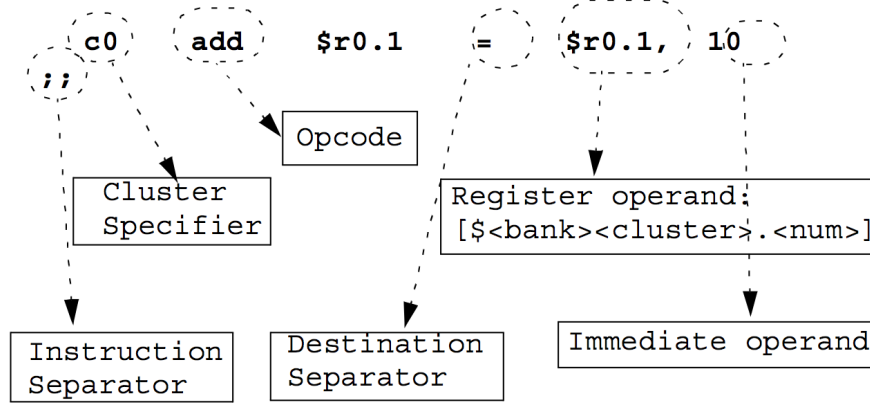 c0 add $r0.1 = $r0.1, 10
;;
Opcode
Cluster
Specifier
Register operand:
[$<bank><cluster>.<num>]
Instruction
Separator
Destination
Separator
Immediate operand